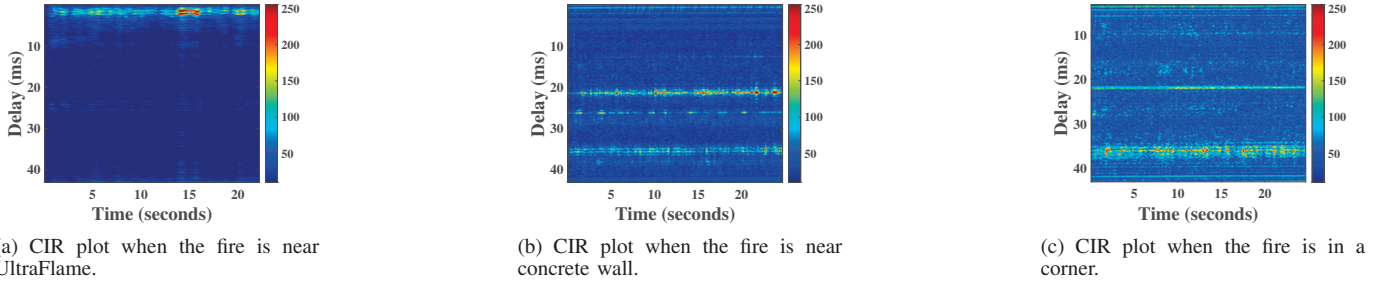 Delay (ms)
10
20
30
40
5 10 15 20
Time (seconds)
250
200
150
100
50
(a) CIR plot when the fire is near
UltraFlame.
Delay (ms)
10
20
30
40
5 10 15 20
Time (seconds)
250
200
150
100
50
(b) CIR plot when the fire is near
concrete wall.
Delay (ms)
10
20
30
40
5 10 15 20
Time (seconds)
250
200
150
100
50
(c) CIR plot when the fire is in a
corner.